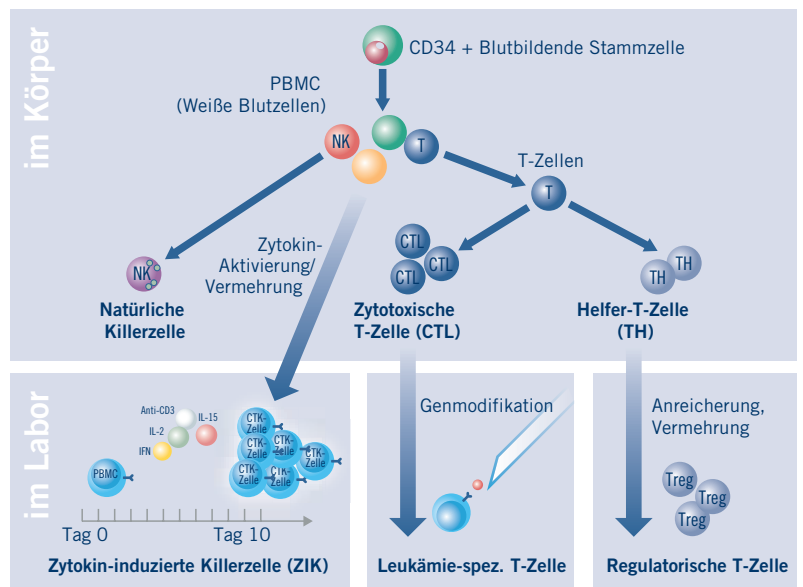 im Körper
CD34 + Blutbildende Stammzelle
PBMC
(Weiße Blutzellen)
NK
T
T-Zellen
T
Zytokin-
Aktivierung/
Vermehrung
NK
Natürliche
Killerzelle
CTL
CTL
CTL
Zytotoxische
T-Zelle (CTL)
TH
TH
Helfer-T-Zelle
(TH)
im Labor
Anti-CD3
IL-15
IL-2
IFN
PBMC
CTK-
Zelle
CTK-
Zelle
CTK-
Zelle
CTK-
Zelle
CTK-
Zelle
CTK-
Zelle
Tag 0
Tag 10
Zytokin-induzierte Killerzelle (ZIK)
Genmodifikation
Leukämie-spez. T-Zelle
Anreicherung,
Vermehrung
Treg
Treg
Treg
Regulatorische T-Zelle